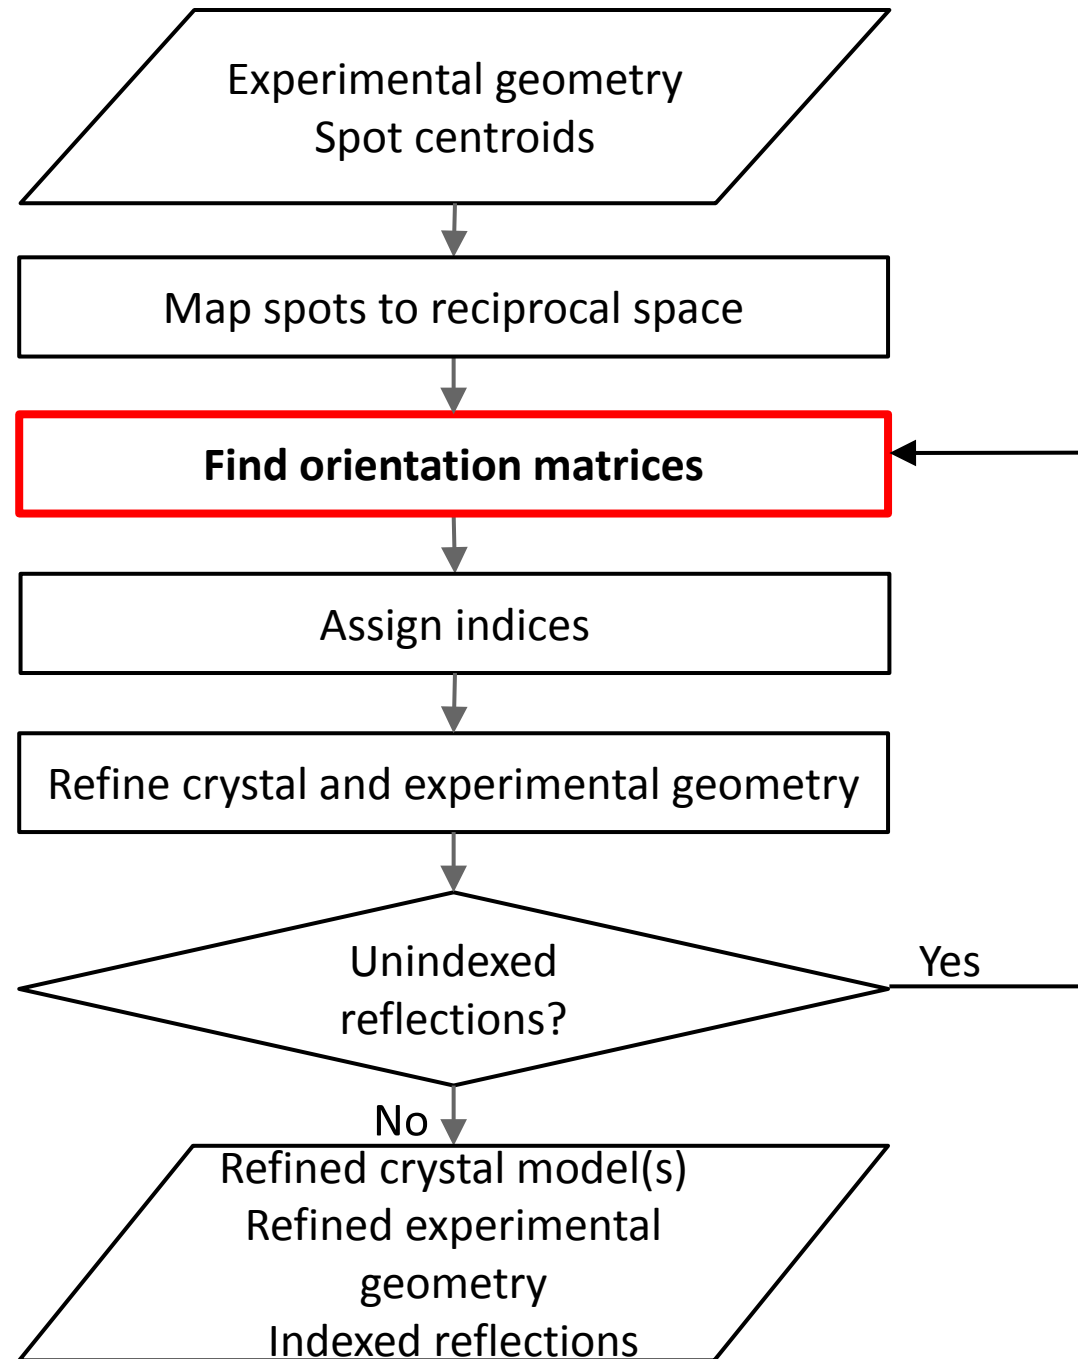 Experimental geometry
Spot centroids
Map spots to reciprocal space
Find orientation matrices
Assign indices
Refine crystal and experimental geometry
Unindexed
reflections?
Yes
No
Refined crystal model(s)
Refined experimental
geometry
Indexed reflections